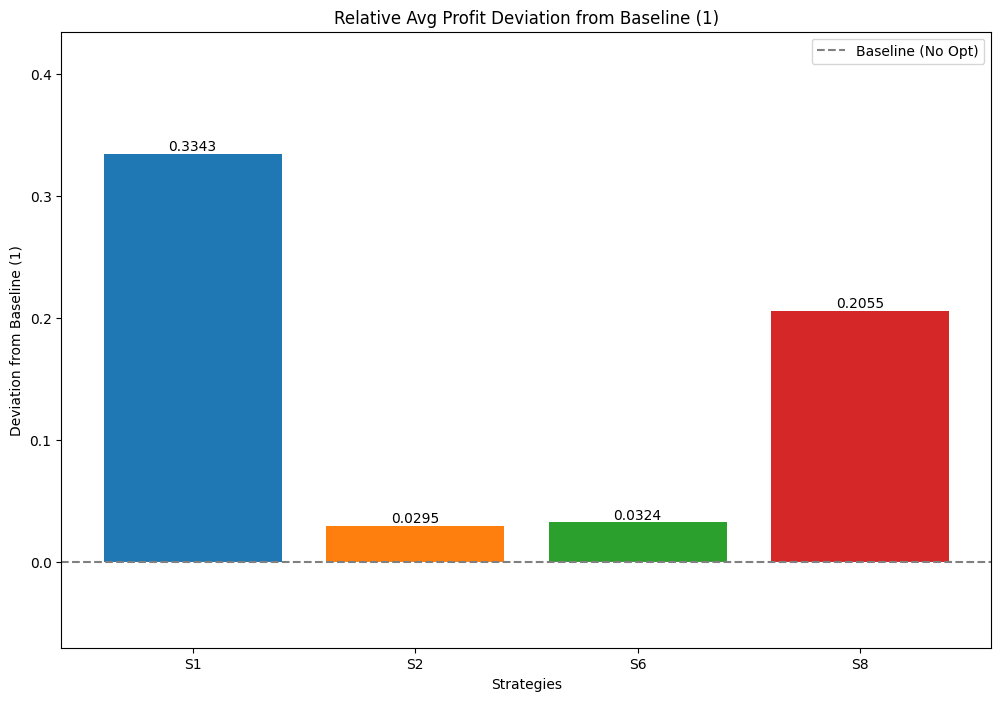 Relative Avg Profit Deviation from Baseline (1)
Baseline (No Opt)
Deviation from Baseline (1)
0.4
0.3
0.2
0.1
0.0
0.3343
0.0295
0.0324
0.2055
S1
S2
S6
S8
Strategies